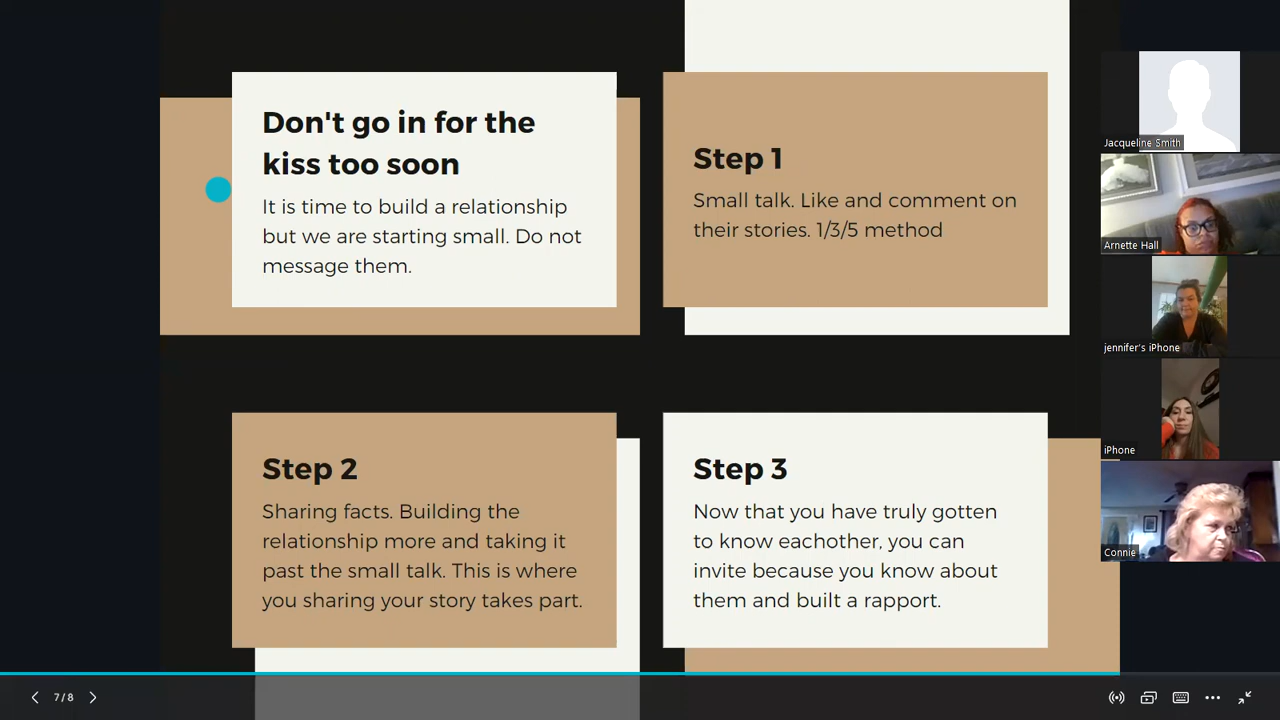 Don't go in for the
kiss too soon
It is time to build a relationship
but we are starting small. Do not
message them.
Step 1
Small talk. Like and comment on
their stories. 1/3/5 method
Step 2
Sharing facts. Building the
relationship more and taking it
past the small talk. This is where
you sharing your story takes part.
Step 3
Now that you have truly gotten
to know eachother, you can
invite because you know about
them and built a rapport.
Jacqueline Smith
Arnette Hall
jennifer's iPhone
iPhone
Connie
7/8